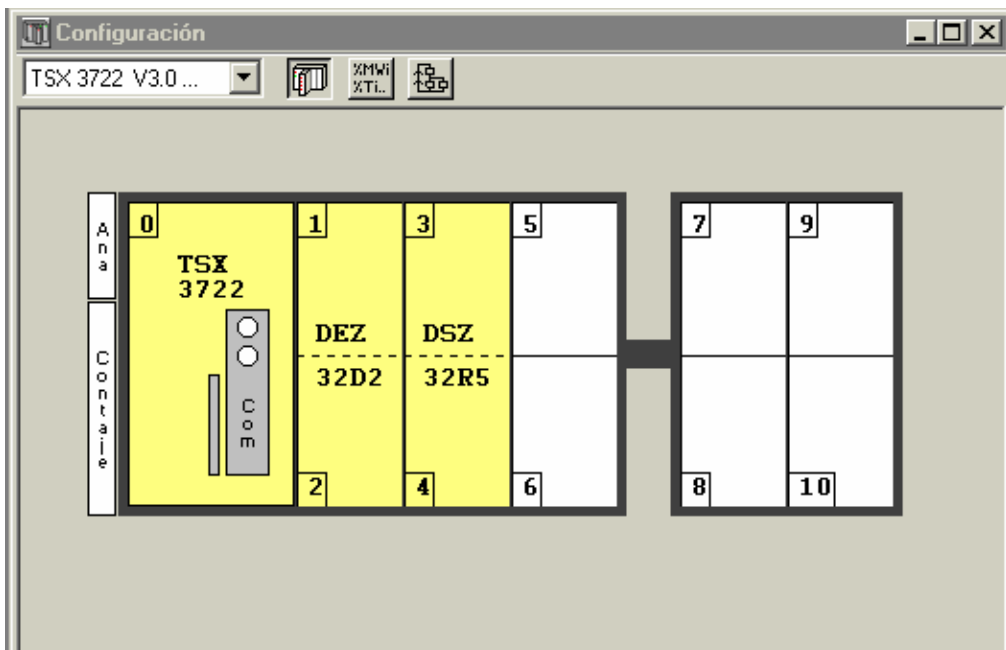 Configuración
TSX 3722 V3.0 ...
%MWi
%Ti..
Ana
Contaje
0
TSX
3722
Com
1
DEZ
32D2
2
3
DSZ
32R5
4
5
6
7
8
9
10